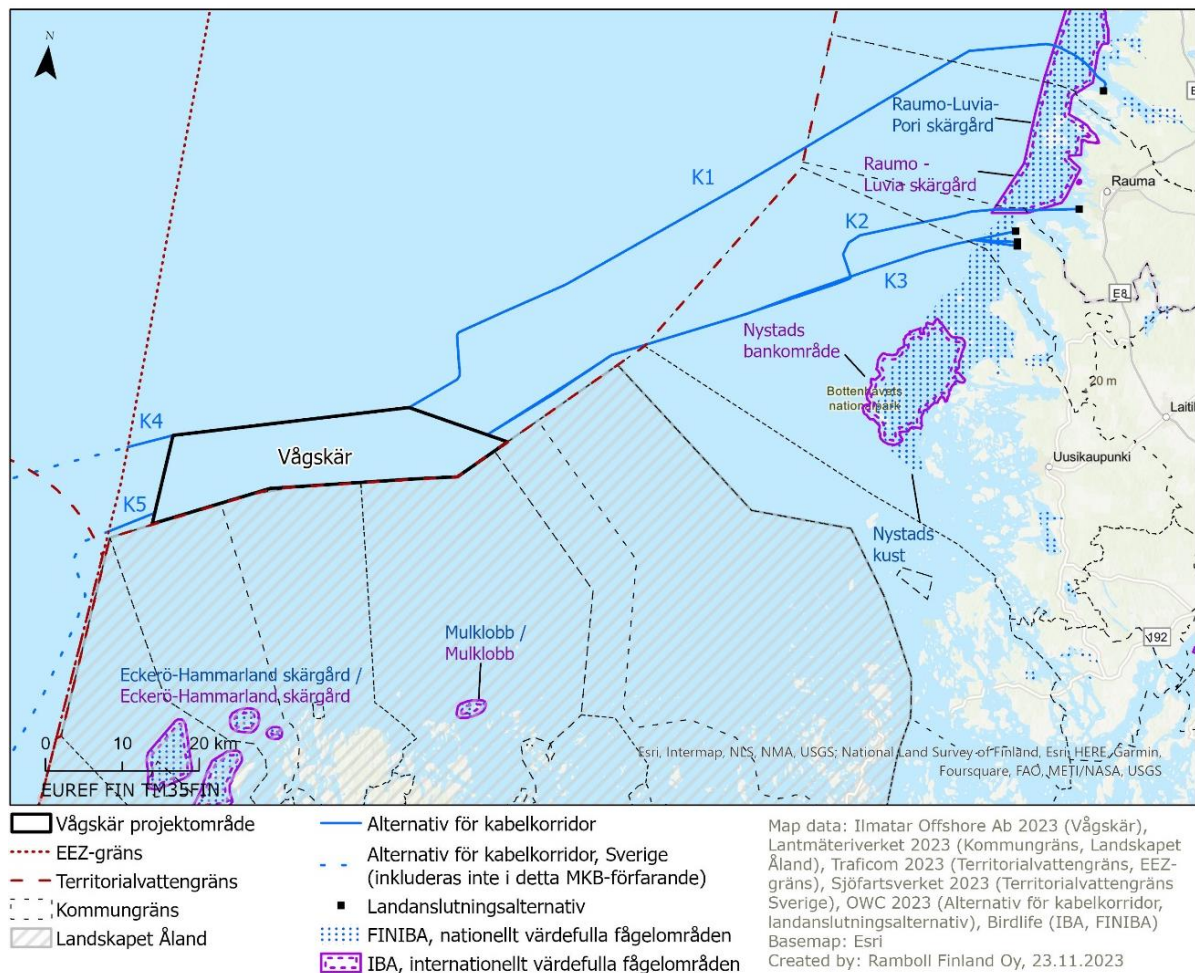 N
E
Raumo-Luvia-
Pori skärgård
Raumo -
Luvia skärgård
Rauma
K1
K2
K3
E8
Nystads
bankområde
20 m
Bottenhavets
nationalpark
Laitil
K4
Vågskär
Uusikaupunki
K5
Nystads
kust
192
Mulklobb /
Mulklobb
Eckerö-Hammarland skärgård /
Eckerö-Hammarland skärgård
0 10 20 km
EUREF FIN TM35FIN
Esri, Intermap, NLS, NMA, USGS; National Land Survey of Finland, Esri, HERE, Garmin,
Foursquare, FAO, METI/NASA, USGS
Vågskär projektområde
EEZ-gräns
Territorialvattengräns
Kommungräns
Landskapet Åland
Alternativ för kabelkorridor
Alternativ för kabelkorridor, Sverige
(inkluderas inte i detta MKB-förfarande)
Landanslutningsalternativ
FINIBA, nationellt värdefulla fågelområden
IBA, internationellt värdefulla fågelområden
Map data: Ilmatar Offshore Ab 2023 (Vågskär),
Lantmäteriverket 2023 (Kommungräns, Landskapet
Åland), Traficom 2023 (Territorialvattengräns, EEZ-
gräns), Sjöfartsverket 2023 (Territorialvattengräns
Sverige), OWC 2023 (Alternativ för kabelkorridor,
landanslutningsalternativ), Birdlife (IBA, FINIBA)
Basemap: Esri
Created by: Ramboll Finland Oy, 23.11.2023